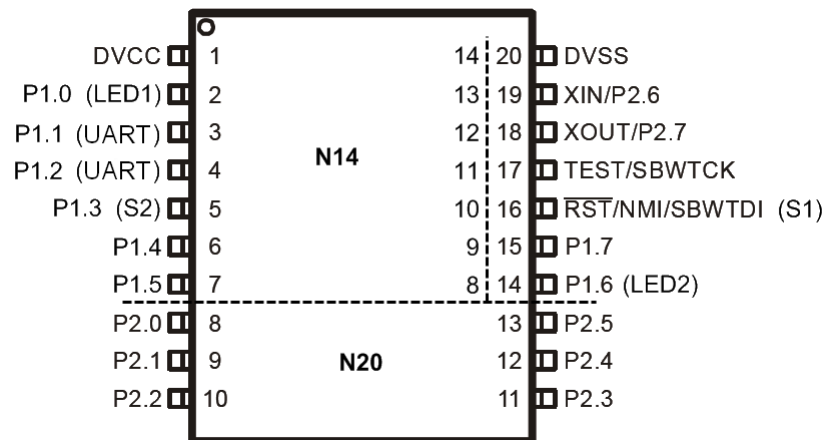 DVCC 1 14 20 DVSS
P1.0 (LED1) 2 13 19 XIN/P2.6
P1.1 (UART) 3 12 18 XOUT/P2.7
P1.2 (UART) 4 N14 11 17 TEST/SBWTCK
P1.3 (S2) 5 10 16 RST/NMI/SBWTDI (S1)
P1.4 6 9 15 P1.7
P1.5 7 8 14 P1.6 (LED2)
P2.0 8 13 P2.5
P2.1 9 N20 12 P2.4
P2.2 10 11 P2.3